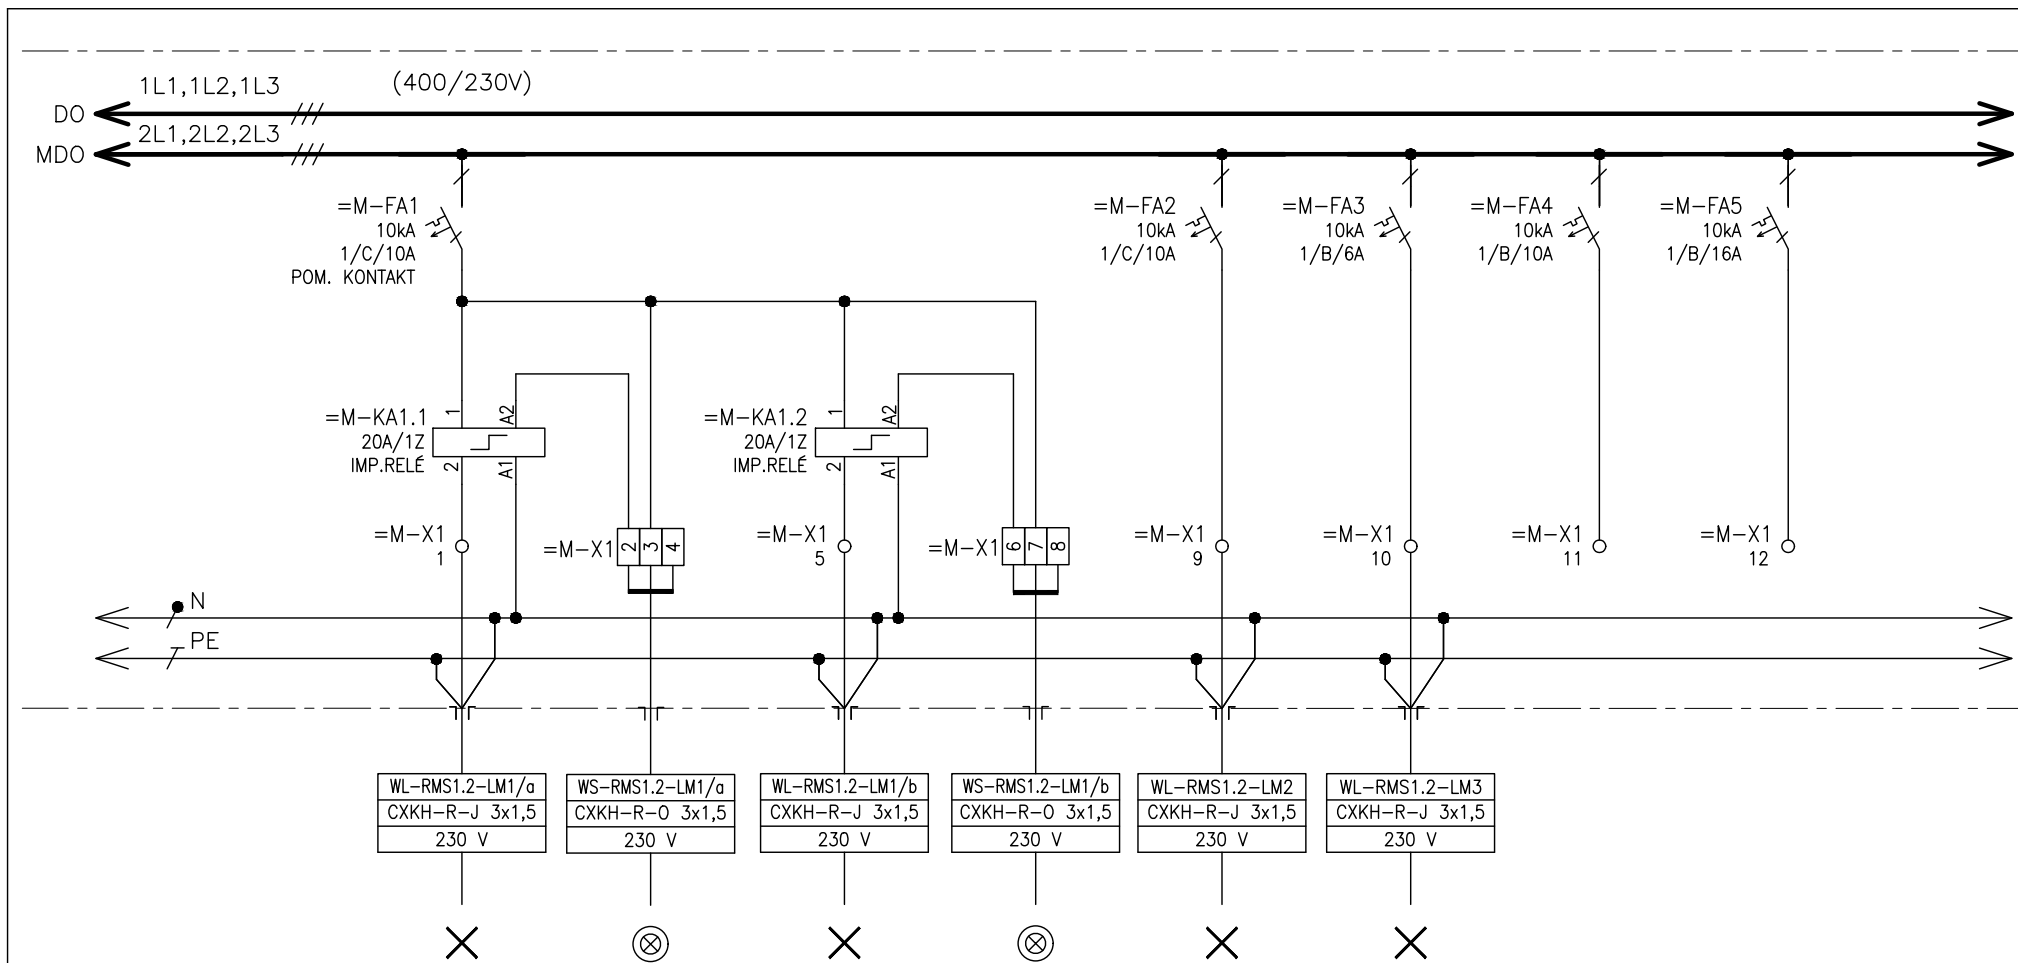 1L1,1L2,1L3
(400/230V)
DO
2L1,2L2,2L3
MDO
=M-FA1
10kA
1/C/10A
POM. KONTAKT
=M-FA2
10kA
1/C/10A
=M-FA3
10kA
1/B/6A
=M-FA4
10kA
1/B/10A
=M-FA5
10kA
1/B/16A
=M-KA1.1
20A/1Z
IMP.RELÉ
1
A2
2
A1
=M-KA1.2
20A/1Z
IMP.RELÉ
1
A2
2
A1
=M-X1
1
=M-X1
2
3
4
=M-X1
5
=M-X1
6
7
8
=M-X1
9
=M-X1
10
=M-X1
11
=M-X1
12
N
PE
WL-RMS1.2-LM1/a
CXKH-R-J 3x1,5
230 V
WS-RMS1.2-LM1/a
CXKH-R-O 3x1,5
230 V
WL-RMS1.2-LM1/b
CXKH-R-J 3x1,5
230 V
WS-RMS1.2-LM1/b
CXKH-R-O 3x1,5
230 V
WL-RMS1.2-LM2
CXKH-R-J 3x1,5
230 V
WL-RMS1.2-LM3
CXKH-R-J 3x1,5
230 V